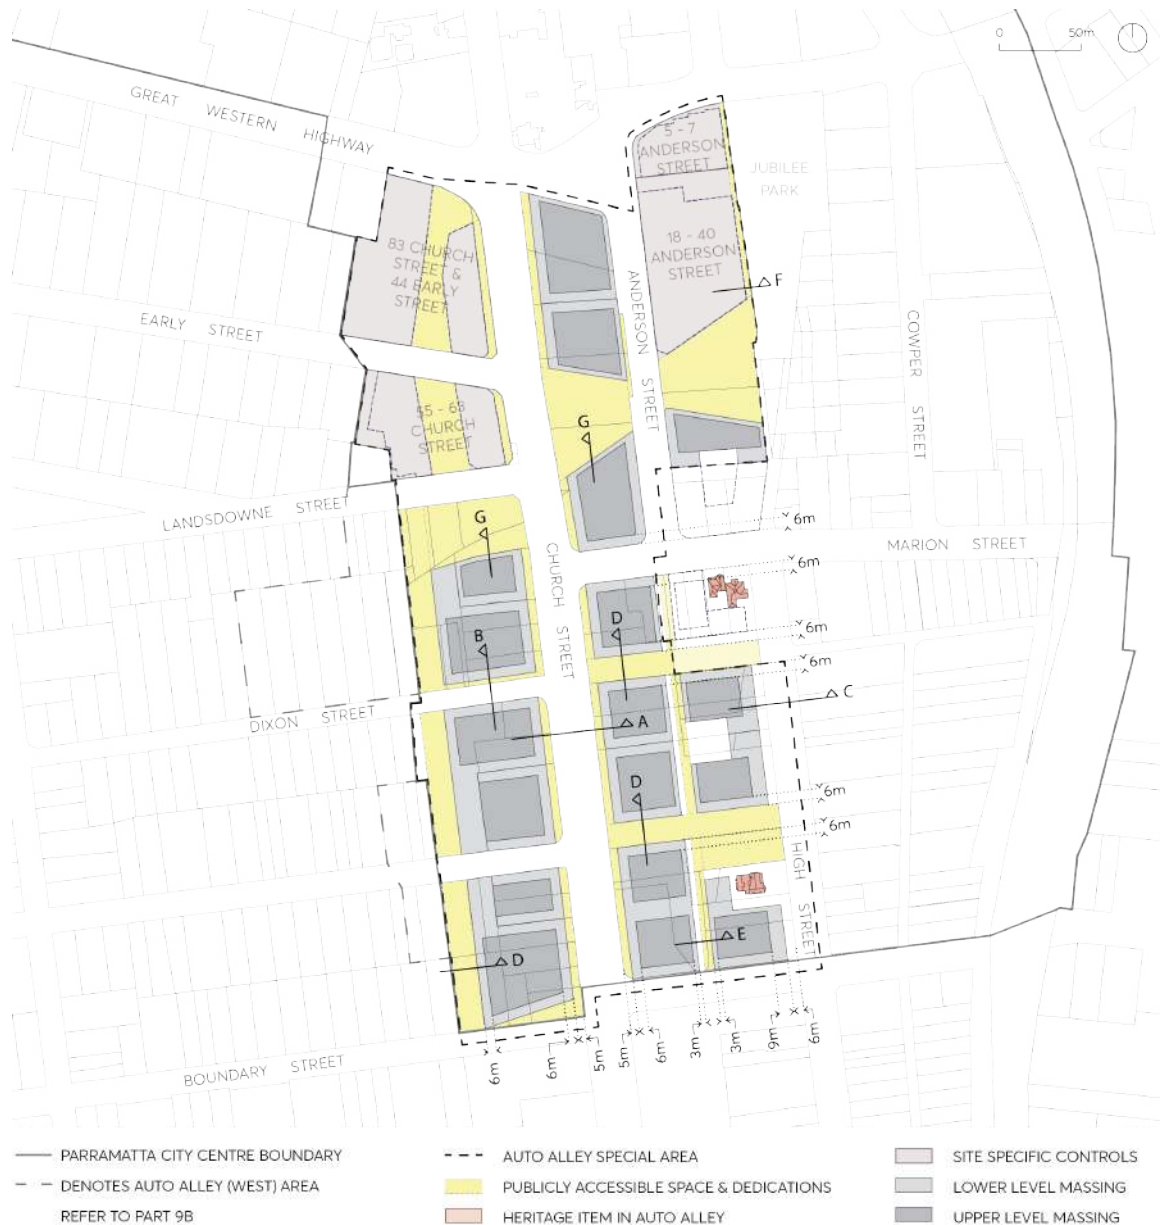 0 50m
GREAT WESTERN HIGHWAY
5 - 7
ANDERSON
STREET
JUBILEE
PARK
83 CHURCH
STREET &
44 EARLY
STREET
18 - 40
ANDERSON
STREET
F
ANDERSON STREET
EARLY STREET
COWPER STREET
55 - 63
CHURCH
STREET
G
LANDSDOWNE STREET
G
6m
MARION STREET
CHURCH STREET
6m
D
B
6m
6m
C
DIXON STREET
A
D
6m
6m
HIGH STREET
E
D
6m
6m
5m
5m
6m
3m
3m
9m
6m
BOUNDARY STREET
PARRAMATTA CITY CENTRE BOUNDARY
DENOTES AUTO ALLEY (WEST) AREA
REFER TO PART 9B
AUTO ALLEY SPECIAL AREA
PUBLICLY ACCESSIBLE SPACE & DEDICATIONS
HERITAGE ITEM IN AUTO ALLEY
SITE SPECIFIC CONTROLS
LOWER LEVEL MASSING
UPPER LEVEL MASSING